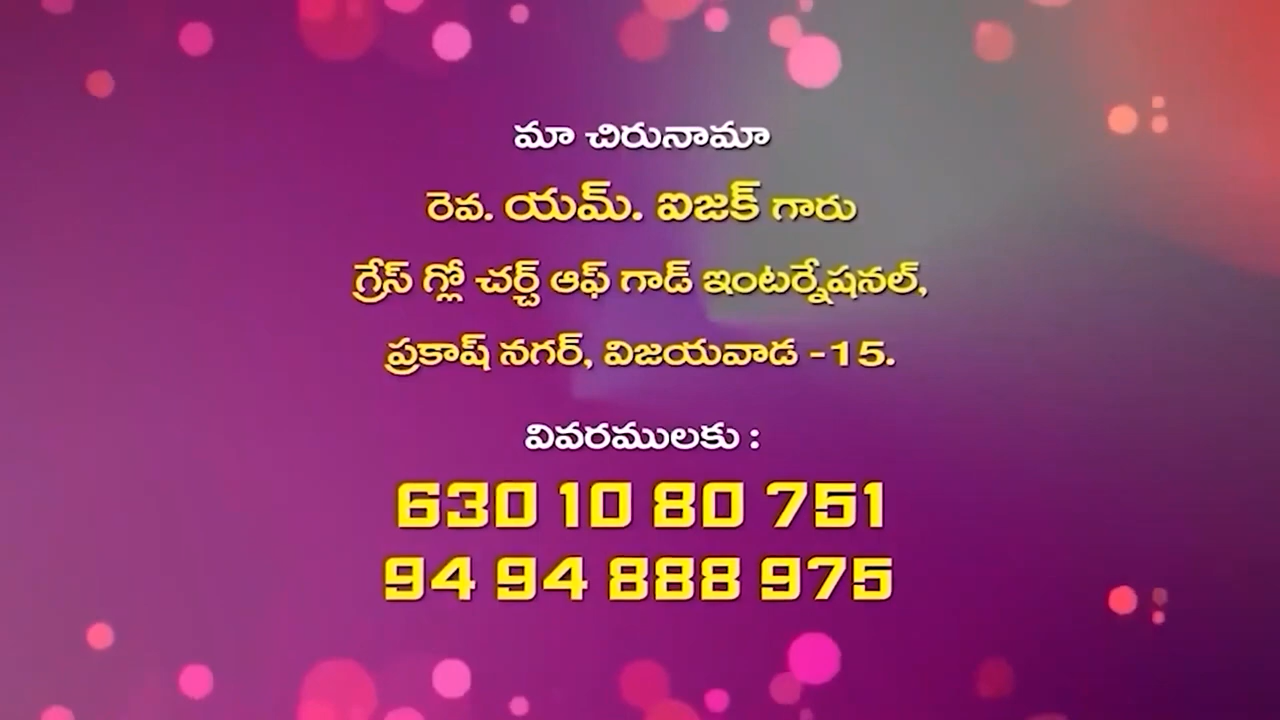 మా చిరునామా
రెవ. యమ్. ఐజక్ గారు
గ్రేస్ గ్లో చర్చ్ ఆఫ్ గాడ్ ఇంటర్నేషనల్,
ప్రకాష్ నగర్, విజయవాడ -15.
వివరములకు :
630 10 80 751
94 94 888 975